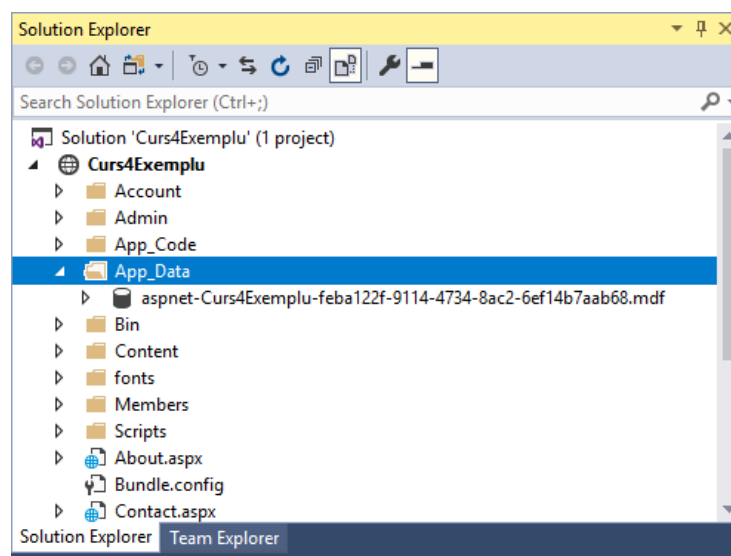 Solution Explorer
Search Solution Explorer (Ctrl+;)
Solution 'Curs4Exemplu' (1 project)
Curs4Exemplu
Account
Admin
App_Code
App_Data
aspnet-Curs4Exemplu-feba122f-9114-4734-8ac2-6ef14b7aab68.mdf
Bin
Content
fonts
Members
Scripts
About.aspx
Bundle.config
Contact.aspx
Solution Explorer Team Explorer